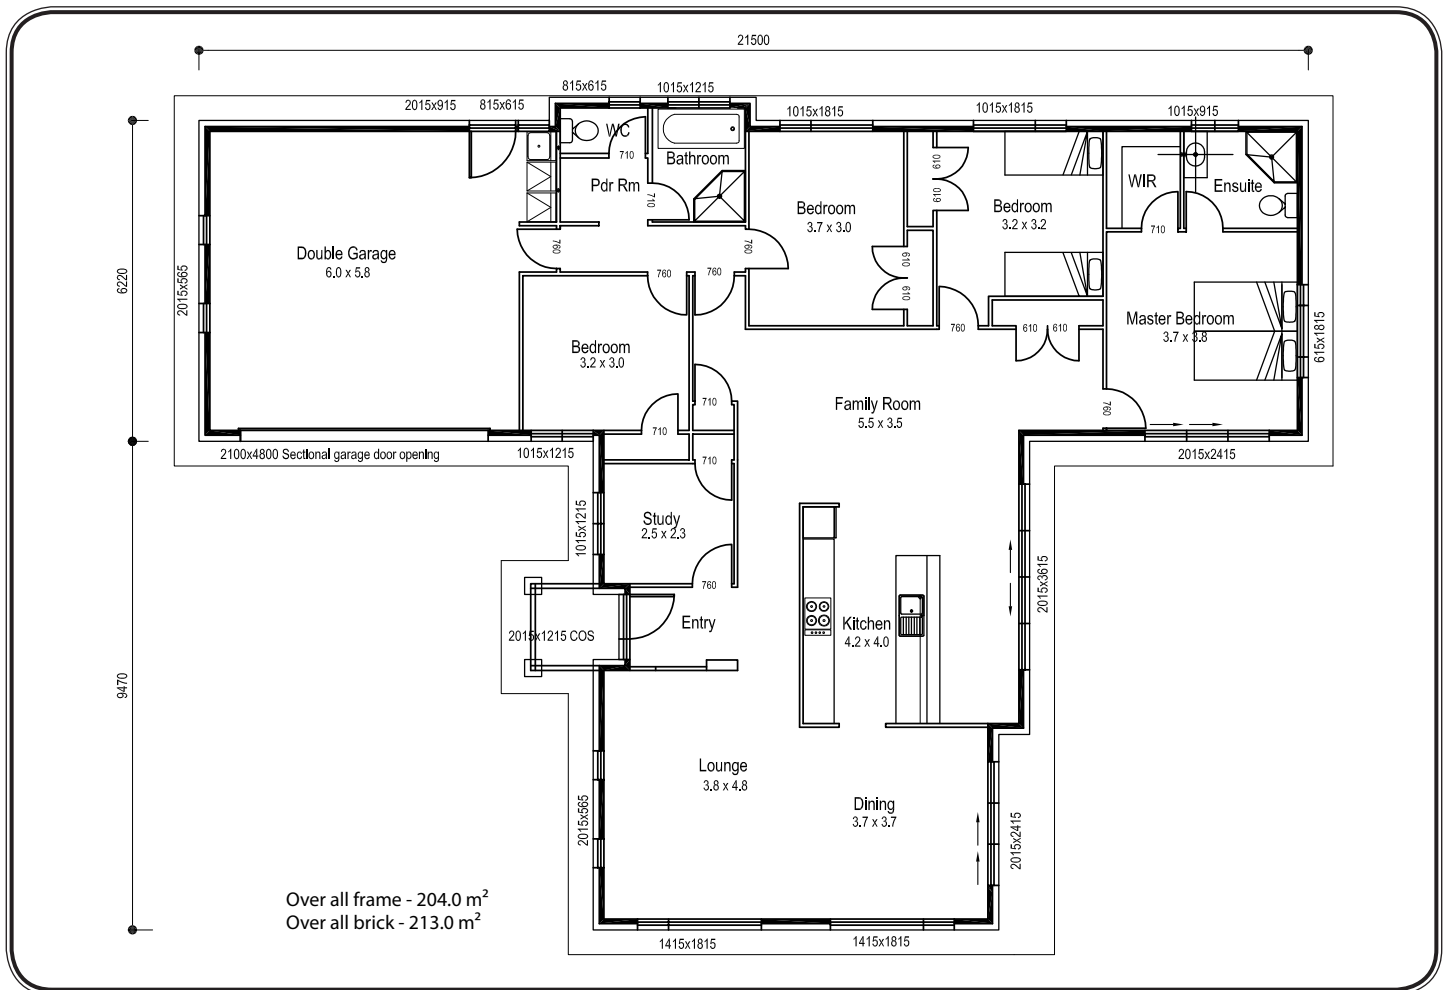 21500
815x615
1015x1215
2015x915
815x615
1015x1815
1015x1815
1015x915
WC
710
Bathroom
Pdr Rm
710
610
610
WIR
Ensuite
710
Bedroom
3.7 x 3.0
Bedroom
3.2 x 3.2
Double Garage
6.0 x 5.8
760
760
760
760
610
610
6220
2015x565
Bedroom
3.2 x 3.0
760
610
610
Master Bedroom
3.7 x 3.8
615x1815
710
Family Room
5.5 x 3.5
760
710
2100x4800 Sectional garage door opening
1015x1215
710
2015x2415
1015x1215
Study
2.5 x 2.3
760
2015x3615
2015x1215 COS
Entry
Kitchen
4.2 x 4.0
9470
Lounge
3.8 x 4.8
2015x565
Dining
3.7 x 3.7
2015x2415
Over all frame - 204.0 m²
Over all brick - 213.0 m²
1415x1815
1415x1815